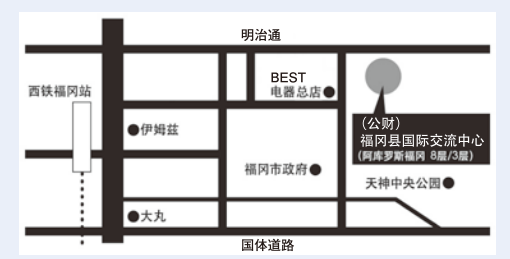 明治通
西铁福冈站
BEST
电器总店
(公财)
福冈县国际交流中心
(阿库罗斯福冈 8层/3层)
伊姆兹
福冈市政府
天神中央公园
大丸
国体道路